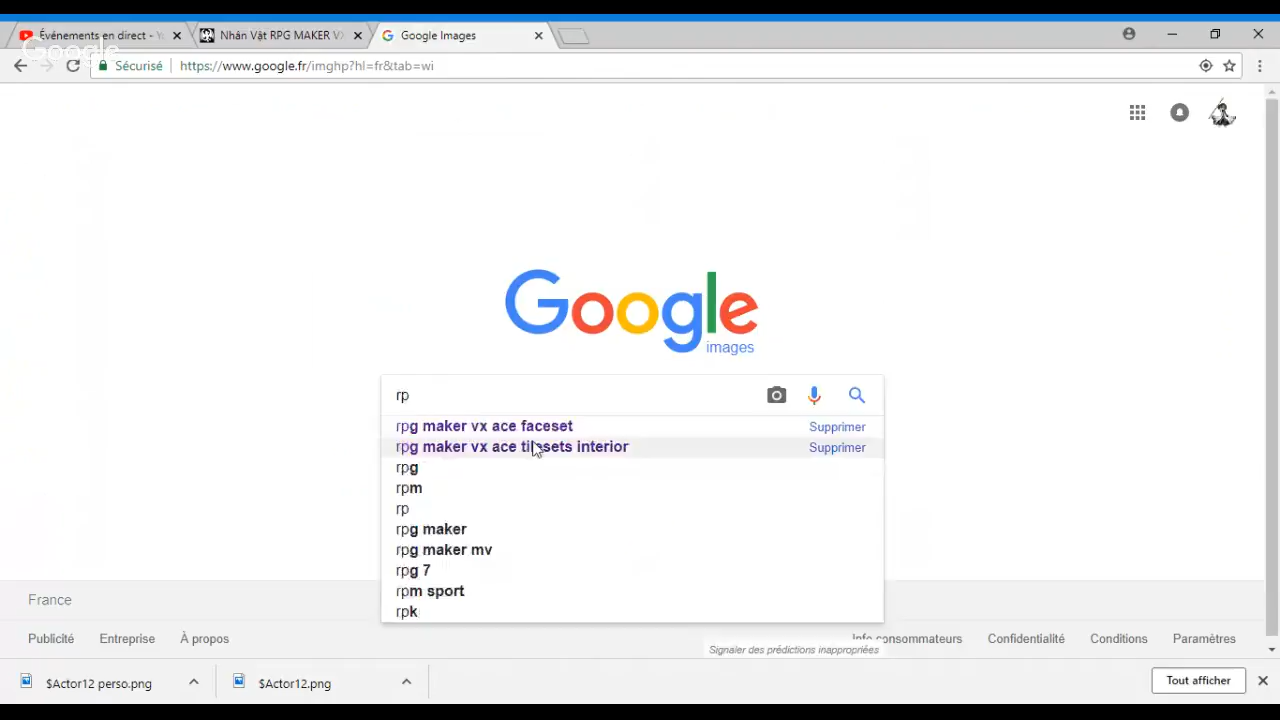 Événements en direct - Yo
Nhân Vật RPG MAKER VX
Google Images
Google
Sécurisé
https://www.google.fr/imghp?hl=fr&tab=wi
Google
images
rp
rpg maker vx ace faceset Supprimer
rpg maker vx ace tilesets interior Supprimer
rpg
rpm
rp
rpg maker
rpg maker mv
rpg 7
rpm sport
rpk
France
Publicité Entreprise À propos
Info consommateurs Confidentialité Conditions Paramètres
Signaler des prédictions inappropriées
$Actor12 perso.png
$Actor12.png
Tout afficher